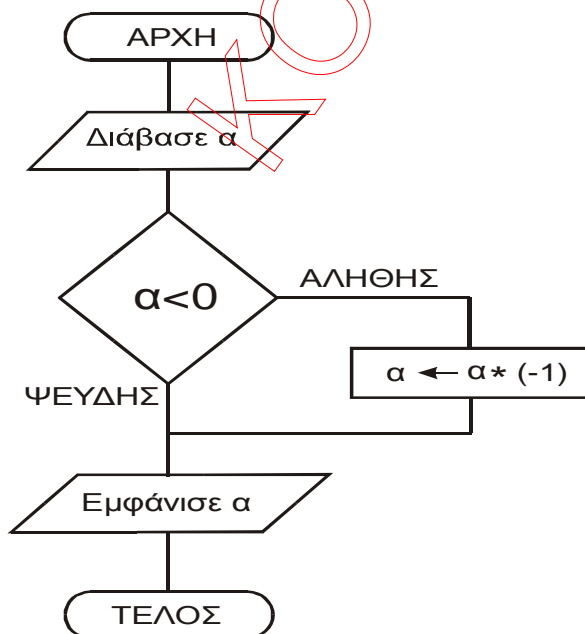 ΑΡΧΗ
Διάβασε α
α<0
ΑΛΗΘΗΣ
α ← α * (-1)
ΨΕΥΔΗΣ
Εμφάνισε α
ΤΕΛΟΣ